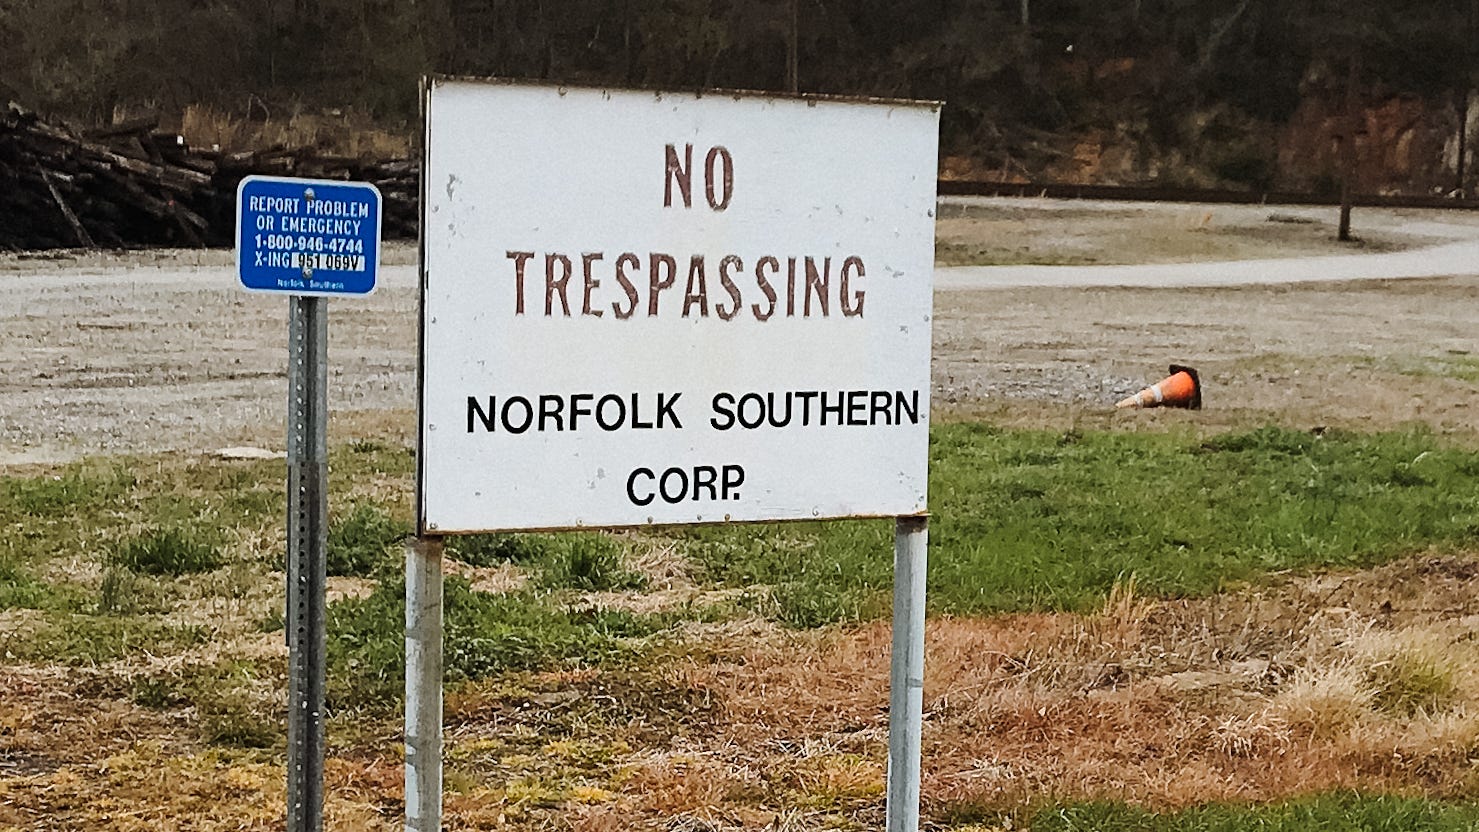 REPORT PROBLEM
OR EMERGENCY
1-800-946-4744
X-ING 951 069V
Norfolk Southern
NO
TRESPASSING
NORFOLK SOUTHERN
CORP.